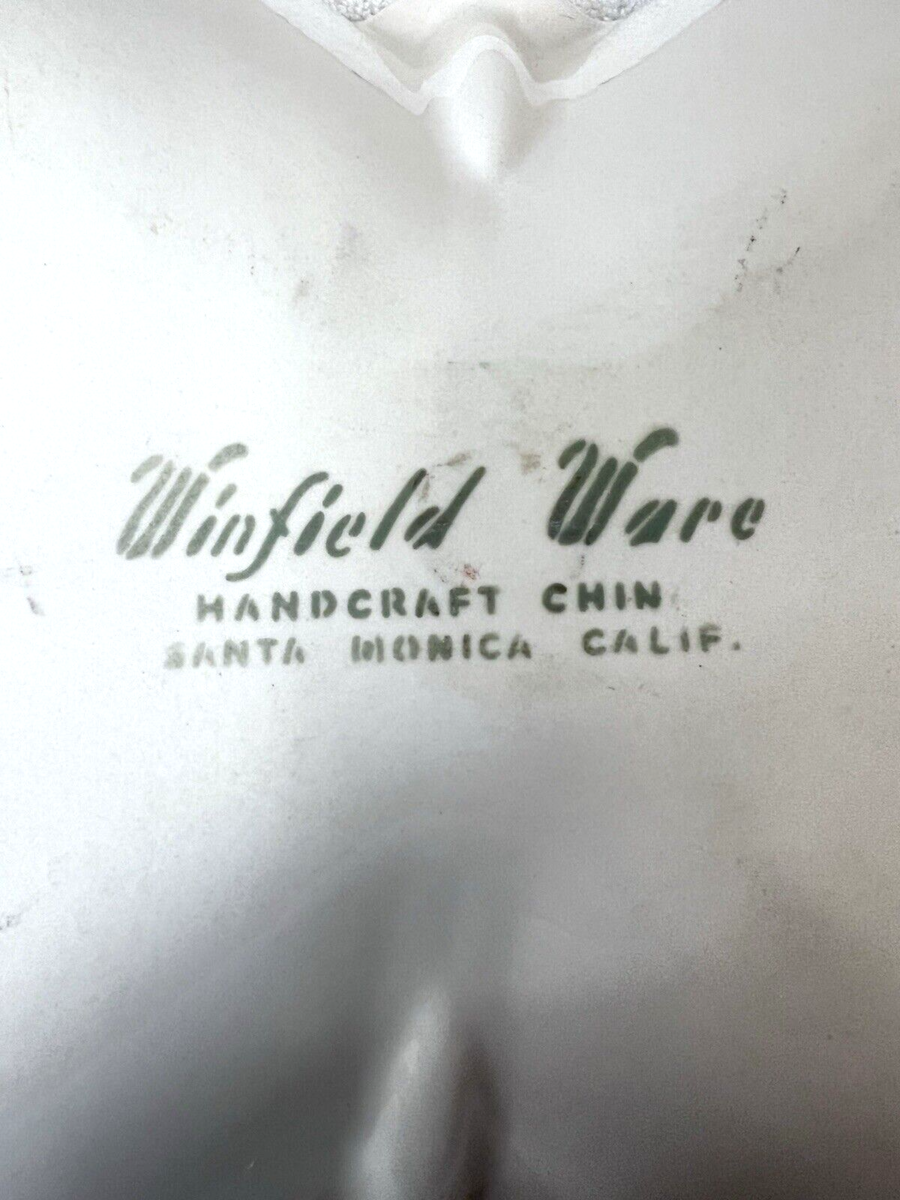 Winfield Ware
HANDCRAFT CHIN
SANTA MONICA CALIF.